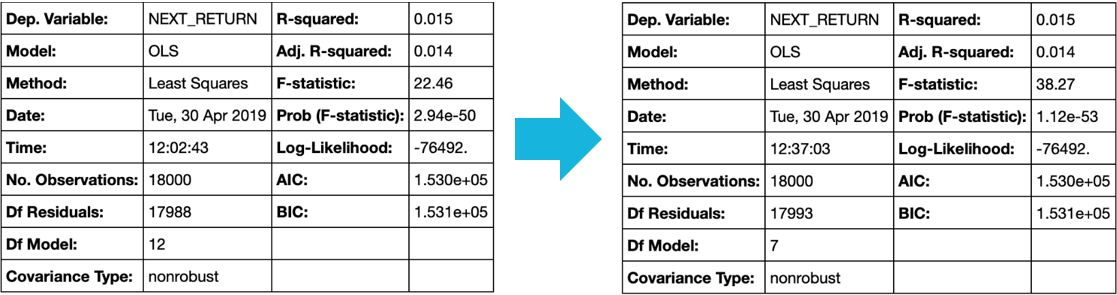 Dep. Variable: NEXT_RETURN R-squared: 0.015
Model: OLS Adj. R-squared: 0.014
Method: Least Squares F-statistic: 22.46
Date: Tue, 30 Apr 2019 Prob (F-statistic): 2.94e-50
Time: 12:02:43 Log-Likelihood: -76492.
No. Observations: 18000 AIC: 1.530e+05
Df Residuals: 17988 BIC: 1.531e+05
Df Model: 12
Covariance Type: nonrobust
Dep. Variable: NEXT_RETURN R-squared: 0.015
Model: OLS Adj. R-squared: 0.014
Method: Least Squares F-statistic: 38.27
Date: Tue, 30 Apr 2019 Prob (F-statistic): 1.12e-53
Time: 12:37:03 Log-Likelihood: -76492.
No. Observations: 18000 AIC: 1.530e+05
Df Residuals: 17993 BIC: 1.531e+05
Df Model: 7
Covariance Type: nonrobust